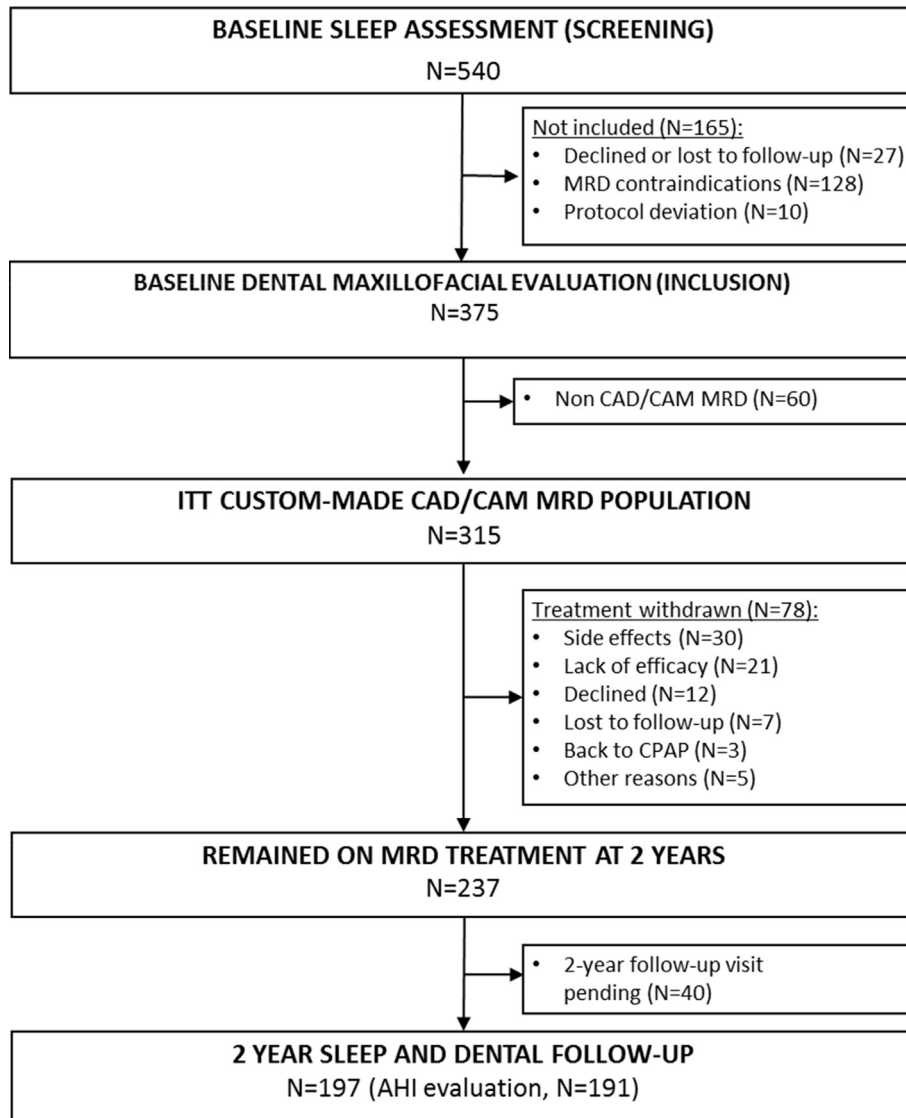 BASELINE SLEEP ASSESSMENT (SCREENING)
N=540
Not included (N=165):
• Declined or lost to follow-up (N=27)
• MRD contraindications (N=128)
• Protocol deviation (N=10)
BASELINE DENTAL MAXILLOFACIAL EVALUATION (INCLUSION)
N=375
• Non CAD/CAM MRD (N=60)
ITT CUSTOM-MADE CAD/CAM MRD POPULATION
N=315
Treatment withdrawn (N=78):
• Side effects (N=30)
• Lack of efficacy (N=21)
• Declined (N=12)
• Lost to follow-up (N=7)
• Back to CPAP (N=3)
• Other reasons (N=5)
REMAINED ON MRD TREATMENT AT 2 YEARS
N=237
• 2-year follow-up visit
pending (N=40)
2 YEAR SLEEP AND DENTAL FOLLOW-UP
N=197 (AHI evaluation, N=191)